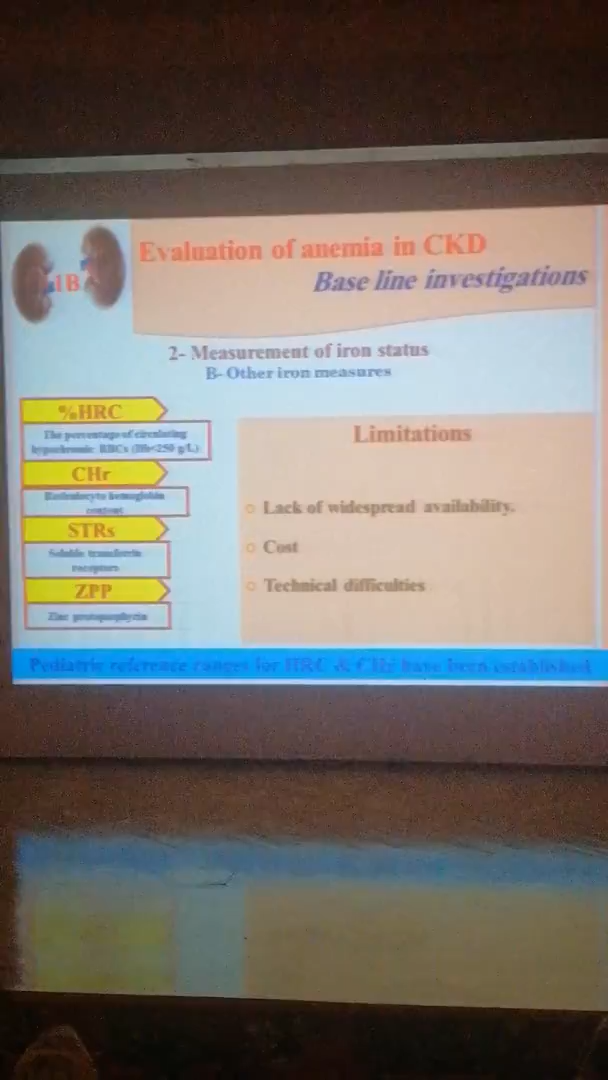 1B
Evaluation of anemia in CKD
Base line investigations
2- Measurement of iron status
B- Other iron measures
%HRC
The percentage of circulating
hypochromic RBCs (Hb<250 g/L)
CHr
Reticulocyte hemoglobin
content
STRs
Soluble transferrin
receptors
ZPP
Zinc protoporphyrin
Limitations
Lack of widespread availability.
Cost
Technical difficulties
Pediatric reference ranges for HRC & CHr have been established